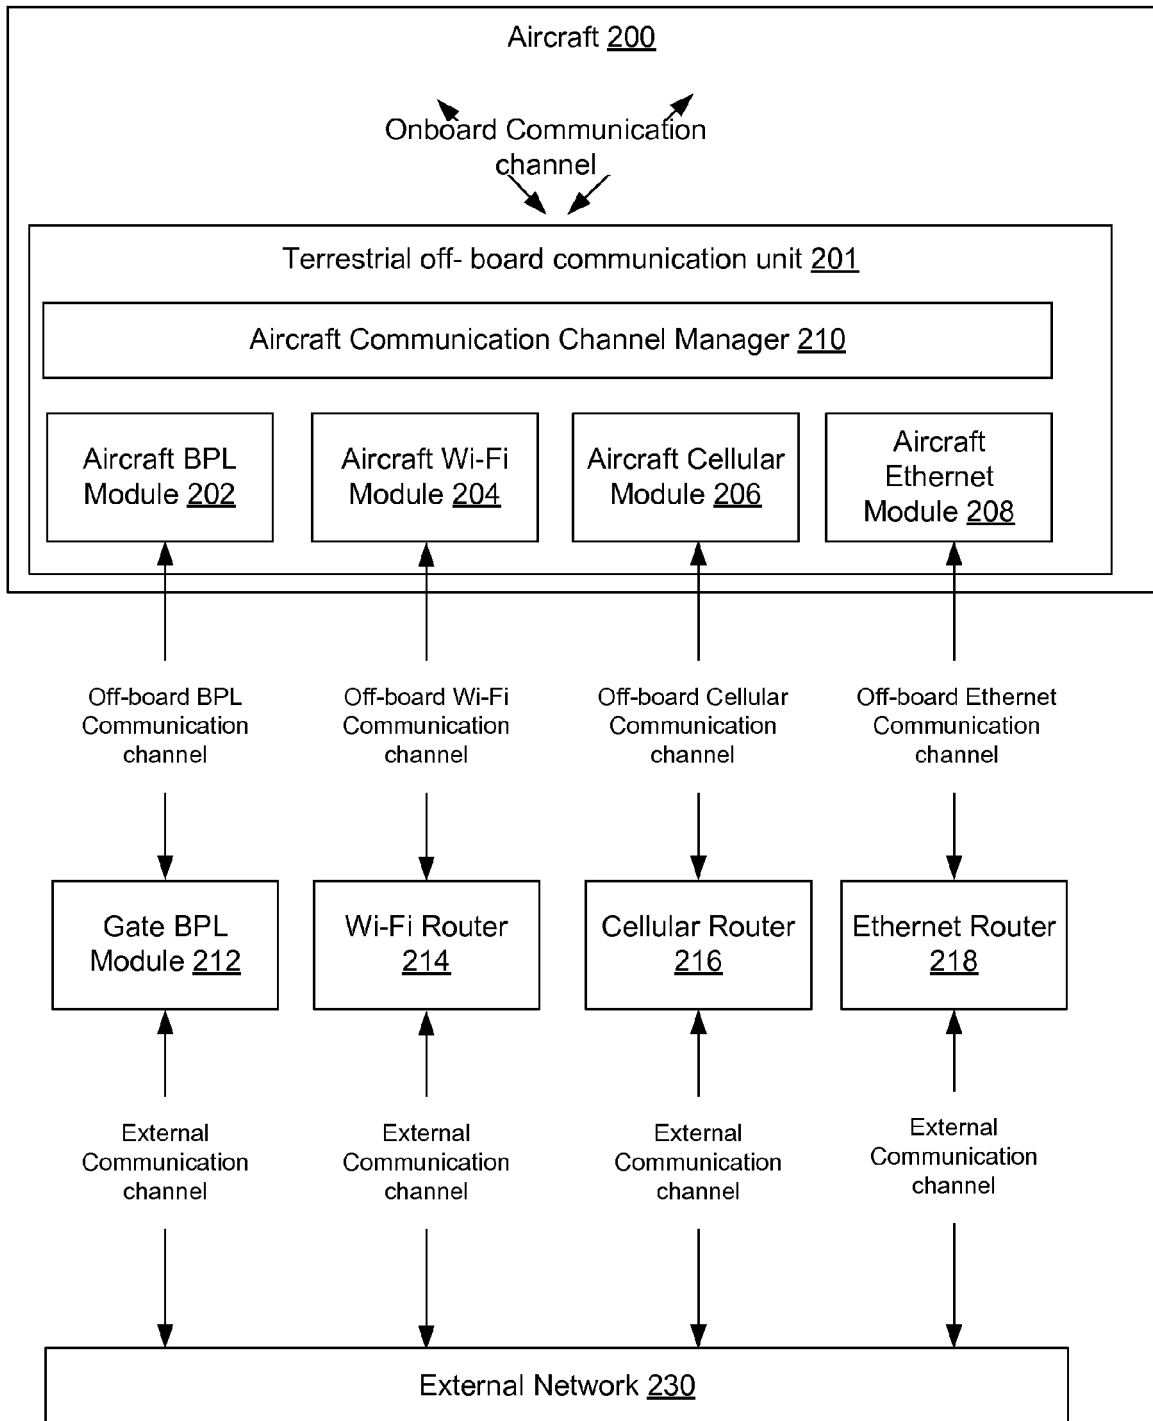 Aircraft 200
Onboard Communication
channel
Terrestrial off- board communication unit 201
Aircraft Communication Channel Manager 210
Aircraft BPL
Module 202
Aircraft Wi-Fi
Module 204
Aircraft Cellular
Module 206
Aircraft
Ethernet
Module 208
Off-board BPL
Communication
channel
Off-board Wi-Fi
Communication
channel
Off-board Cellular
Communication
channel
Off-board Ethernet
Communication
channel
Gate BPL
Module 212
Wi-Fi Router
214
Cellular Router
216
Ethernet Router
218
External
Communication
channel
External
Communication
channel
External
Communication
channel
External
Communication
channel
External Network 230